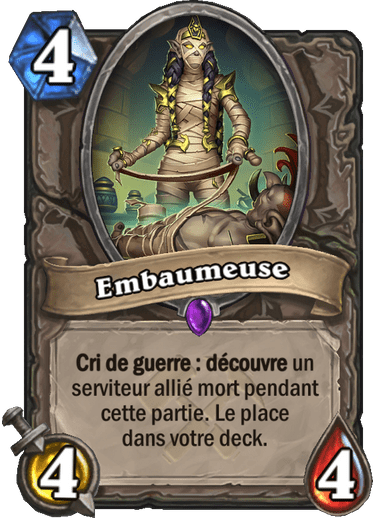 4
Embaumeuse
Cri de guerre : découvre un
serviteur allié mort pendant
cette partie. Le place
dans votre deck.
4
4